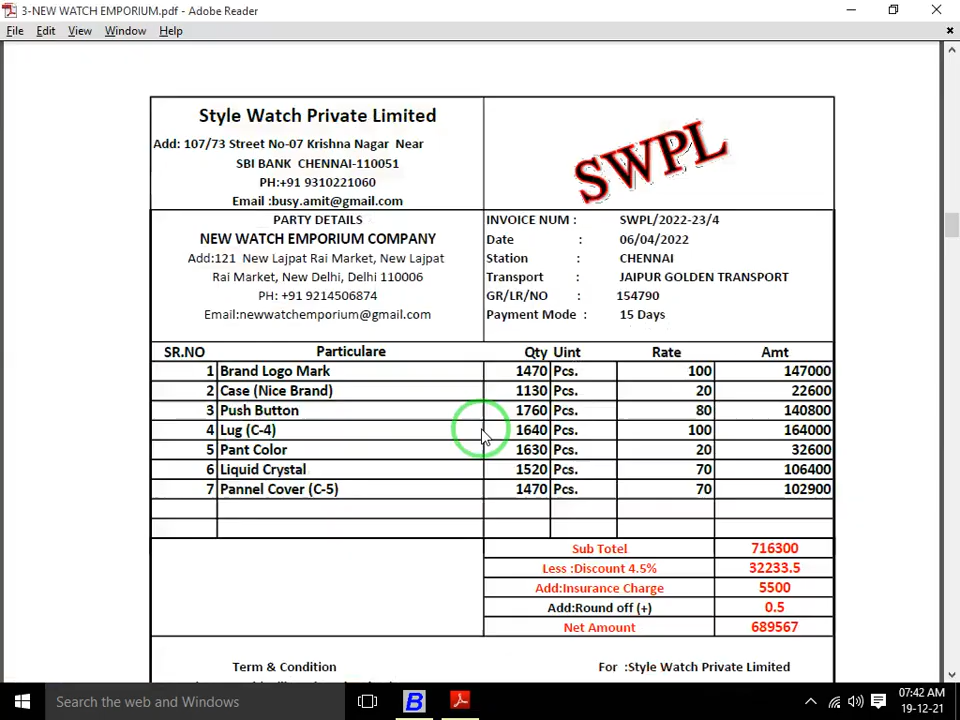 3-NEW WATCH EMPORIUM.pdf - Adobe Reader
File Edit View Window Help
Style Watch Private Limited
Add: 107/73 Street No-07 Krishna Nagar Near
SBI BANK CHENNAI-110051
PH:+91 9310221060
Email :busy.amit@gmail.com
SWPL
PARTY DETAILS
NEW WATCH EMPORIUM COMPANY
Add:121 New Lajpat Rai Market, New Lajpat
Rai Market, New Delhi, Delhi 110006
PH: +91 9214506874
Email:newwatchemporium@gmail.com
INVOICE NUM : SWPL/2022-23/4
Date : 06/04/2022
Station : CHENNAI
Transport : JAIPUR GOLDEN TRANSPORT
GR/LR/NO : 154790
Payment Mode : 15 Days
SR.NO Particulare Qty Uint Rate Amt
1 Brand Logo Mark 1470 Pcs. 100 147000
2 Case (Nice Brand) 1130 Pcs. 20 22600
3 Push Button 1760 Pcs. 80 140800
4 Lug (C-4) 1640 Pcs. 100 164000
5 Pant Color 1630 Pcs. 20 32600
6 Liquid Crystal 1520 Pcs. 70 106400
7 Pannel Cover (C-5) 1470 Pcs. 70 102900
Sub Totel 716300
Less :Discount 4.5% 32233.5
Add:Insurance Charge 5500
Add:Round off (+) 0.5
Net Amount 689567
Term & Condition For :Style Watch Private Limited
Search the web and Windows
07:42 AM
19-12-21